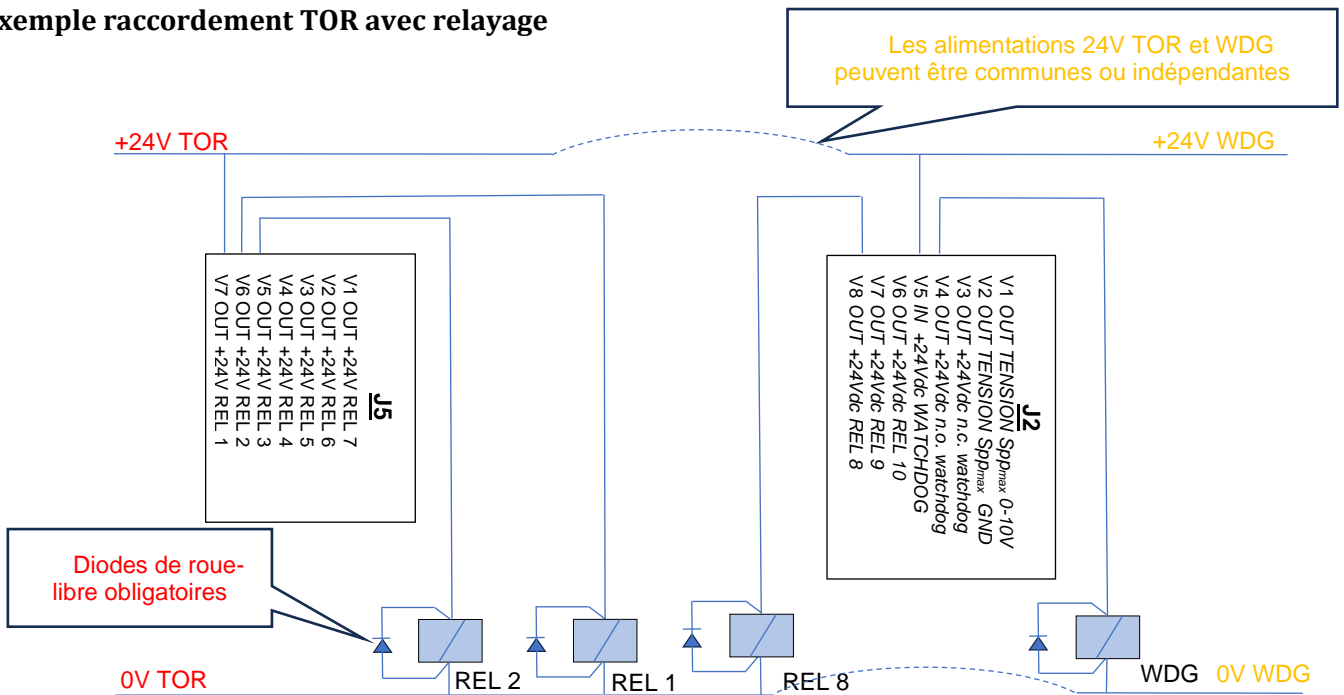 xemple raccordement TOR avec relayage
Les alimentations 24V TOR et WDG
peuvent être communes ou indépendantes
+24V TOR
+24V WDG
J5
V1 OUT +24V REL 7
V2 OUT +24V REL 6
V3 OUT +24V REL 5
V4 OUT +24V REL 4
V5 OUT +24V REL 3
V6 OUT +24V REL 2
V7 OUT +24V REL 1
J2
V1 OUT TENSION Sppmax 0-10V
V2 OUT TENSION Sppmax GND
V3 OUT +24Vdc n.c. watchdog
V4 OUT +24Vdc n.o. watchdog
V5 IN +24Vdc WATCHDOG
V6 OUT +24Vdc REL 10
V7 OUT +24Vdc REL 9
V8 OUT +24Vdc REL 8
Diodes de roue-
libre obligatoires
0V TOR
REL 2
REL 1
REL 8
WDG
0V WDG